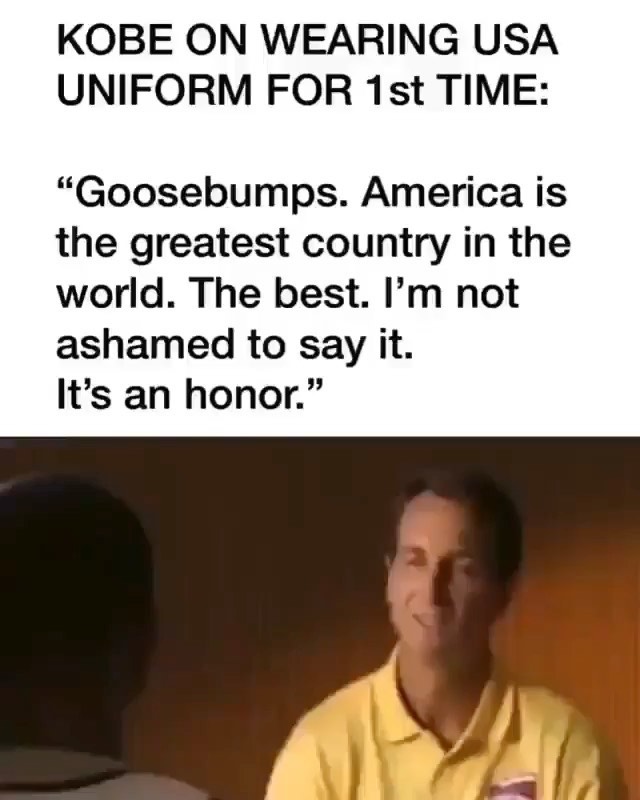 KOBE ON WEARING USA
UNIFORM FOR 1st TIME:
“Goosebumps. America is
the greatest country in the
world. The best. I’m not
ashamed to say it.
It’s an honor.”